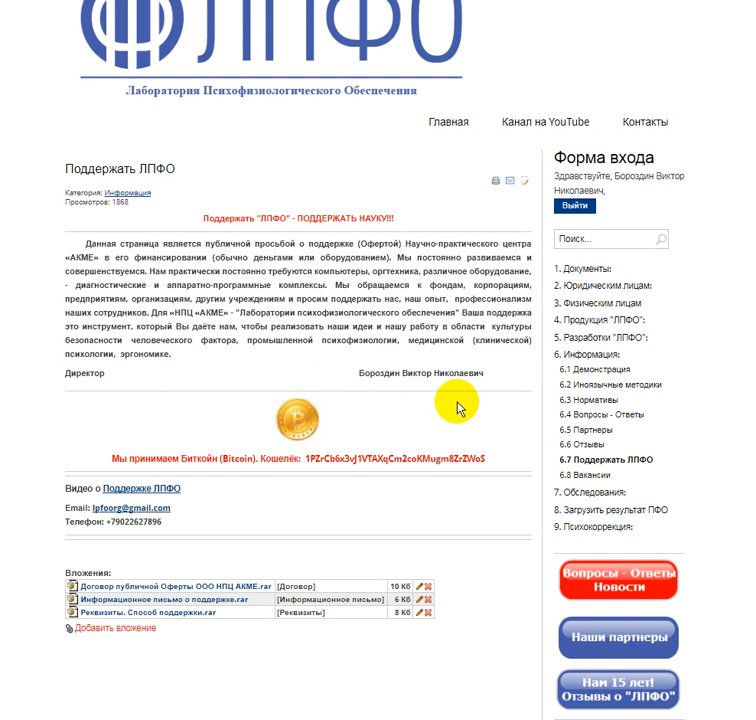 ЛПФО
Лаборатория Психофизиологического Обеспечения
Главная Канал на YouTube Контакты
Поддержать ЛПФО
Категория: Информация
Просмотров: 1868
Поддержать "ЛПФО" - ПОДДЕРЖАТЬ НАУКУ!!!
Данная страница является публичной просьбой о поддержке (Офертой) Научно-практического центра
«АКМЕ» в его финансировании (обычно деньгами или оборудованием). Мы постоянно развиваемся и
совершенствуемся. Нам практически постоянно требуются компьютеры, оргтехника, различное оборудование,
- диагностические и аппаратно-программные комплексы. Мы обращаемся к фондам, корпорациям,
предприятиям, организациям, другим учреждениям и просим поддержать нас, наш опыт, профессионализм
наших сотрудников. Для «НПЦ «АКМЕ» - "Лаборатории психофизиологического обеспечения" Ваша поддержка
это инструмент, который Вы даёте нам, чтобы реализовать наши идеи и нашу работу в области культуры
безопасности человеческого фактора, промышленной психофизиологии, медицинской (клинической)
психологии, эргономике.
Директор Бороздин Виктор Николаевич
Мы принимаем Биткойн (Bitcoin). Кошелёк: 1PZrCb6x3vJ1VTAXqCm2coKMugm8ZrZWoS
Видео о Поддержке ЛПФО
Email: lpfoorg@gmail.com
Телефон: +79022627896
Вложения:
Договор публичной Оферты ООО НПЦ АКМЕ.rar [Договор] 10 Кб
Информационное письмо о поддержке.rar [Информационное письмо] 6 Кб
Реквизиты. Способ поддержки.rar [Реквизиты] 8 Кб
Добавить вложение
Форма входа
Здравствуйте, Бороздин Виктор
Николаевич,
Выйти
Поиск...
1. Документы:
2. Юридическим лицам:
3. Физическим лицам
4. Продукция "ЛПФО":
5. Разработки "ЛПФО":
6. Информация:
6.1 Демонстрация
6.2 Иноязычные методики
6.3 Нормативы
6.4 Вопросы - Ответы
6.5 Партнеры
6.6 Отзывы
6.7 Поддержать ЛПФО
6.8 Вакансии
7. Обследования:
8. Загрузить результат ПФО
9. Психокоррекция:
Вопросы - Ответы
Новости
Наши партнеры
Нам 15 лет!
Отзывы о "ЛПФО"